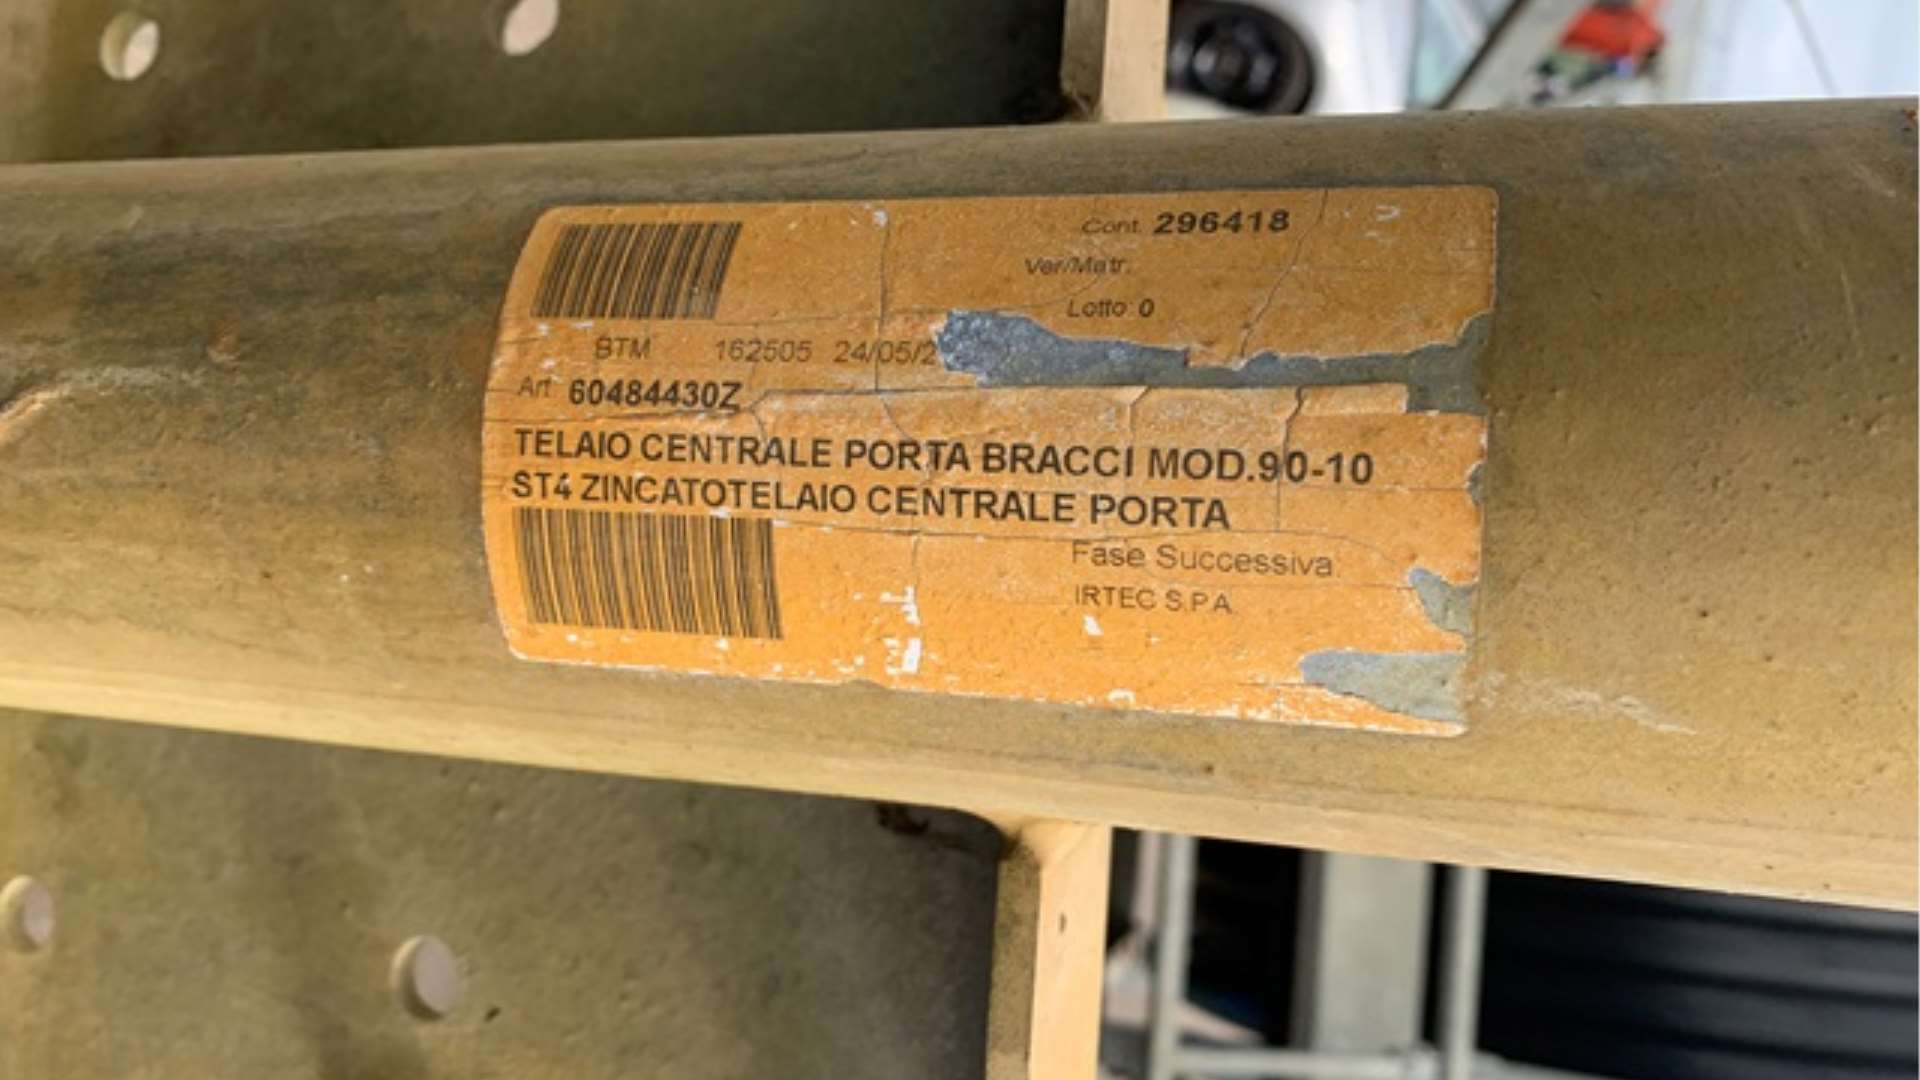 Cont. 296418
Ver/Matr.
Lotto 0
BTM 162505 24/05/2
Art 60484430Z
TELAIO CENTRALE PORTA BRACCI MOD.90-10
ST4 ZINCATOTELAIO CENTRALE PORTA
Fase Successiva:
IRTEC S.P.A.